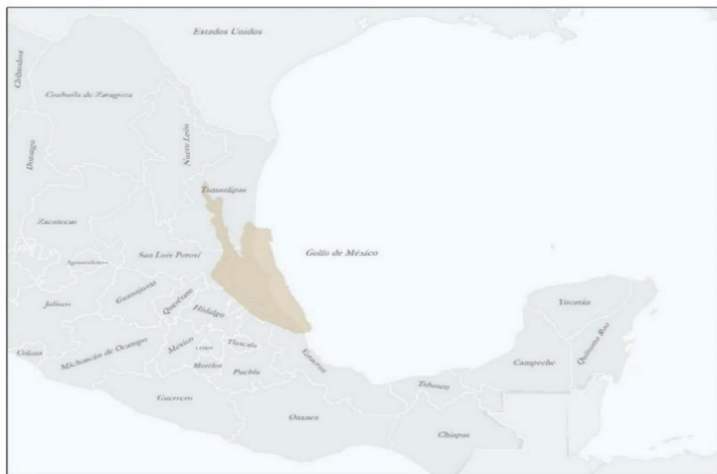 Estados Unidos
Chihuahua
Coahuila de Zaragoza
Nuevo León
Durango
Tamaulipas
Zacatecas
San Luis Potosí
Golfo de México
Aguascalientes
Jalisco
Guanajuato
Querétaro
Hidalgo
Yucatán
Quintana Roo
Colima
Michoacán de Ocampo
México
Tlaxcala
Veracruz
Campeche
Morelos
Puebla
Tabasco
Guerrero
Oaxaca
Chiapas